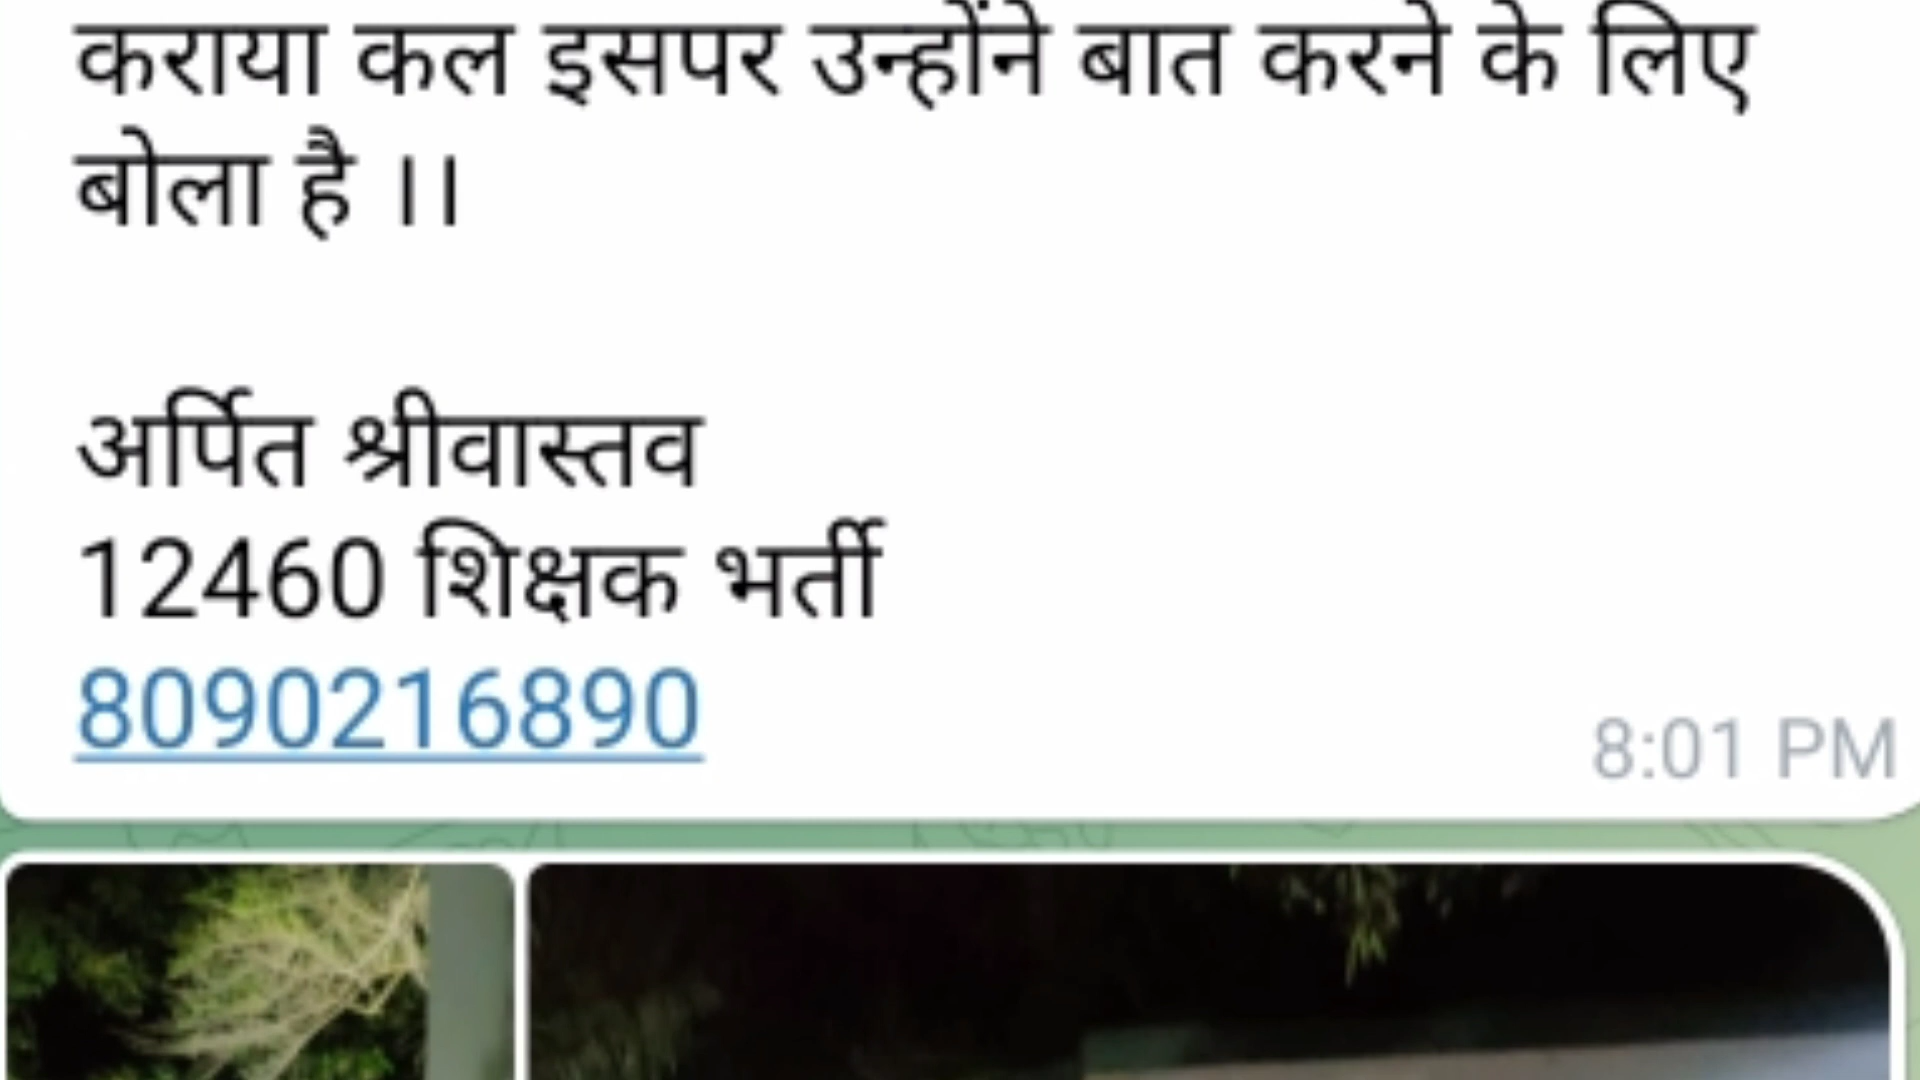 कराया कल इसपर उन्होंने बात करने के लिए
बोला है ।।
अर्पित श्रीवास्तव
12460 शिक्षक भर्ती
8090216890
8:01 PM